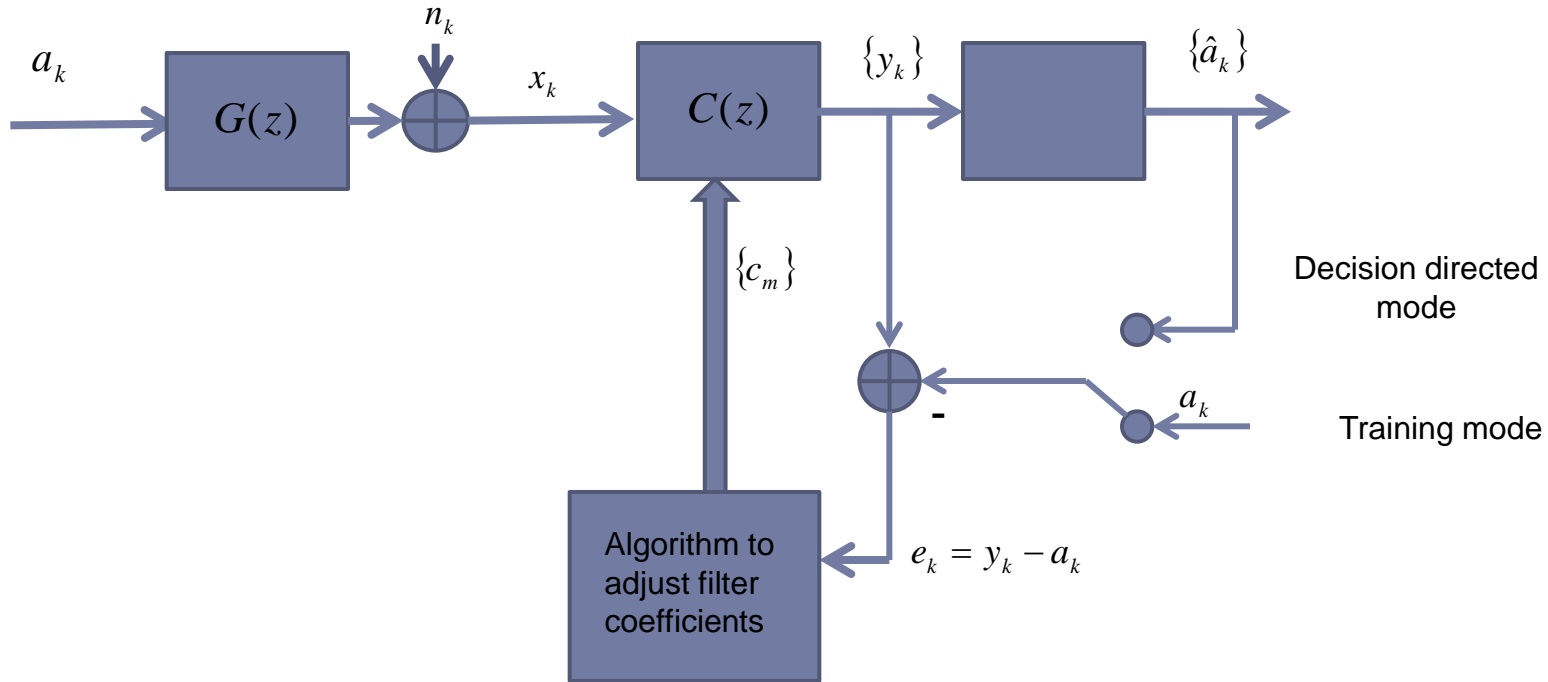 n_k
a_k
G(z)
x_k
C(z)
{y_k}
{â_k}
{c_m}
Decision directed
mode
-
a_k
Training mode
Algorithm to
adjust filter
coefficients
e_k = y_k − a_k